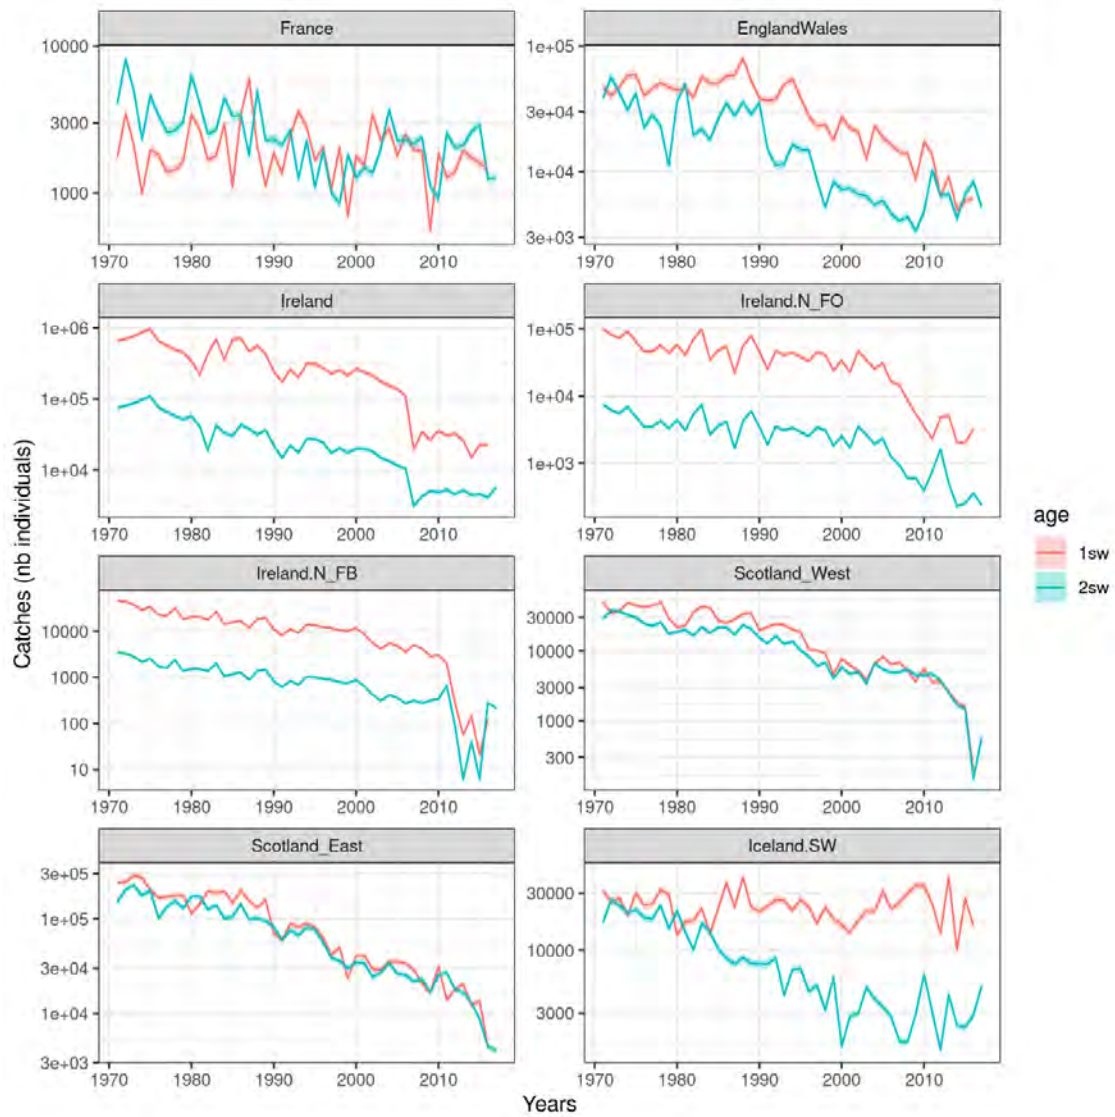 France
EnglandWales
10000
3000
1000
1e+05
3e+04
1e+04
3e+03
1970 1980 1990 2000 2010
1970 1980 1990 2000 2010
Ireland
Ireland.N_FO
1e+06
1e+05
1e+04
1e+05
1e+04
1e+03
1970 1980 1990 2000 2010
1970 1980 1990 2000 2010
Catches (nb individuals)
age
1sw
2sw
Ireland.N_FB
Scotland_West
10000
1000
100
10
30000
10000
3000
1000
300
1970 1980 1990 2000 2010
1970 1980 1990 2000 2010
Scotland_East
Iceland.SW
3e+05
1e+05
3e+04
1e+04
3e+03
30000
10000
3000
1970 1980 1990 2000 2010
1970 1980 1990 2000 2010
Years